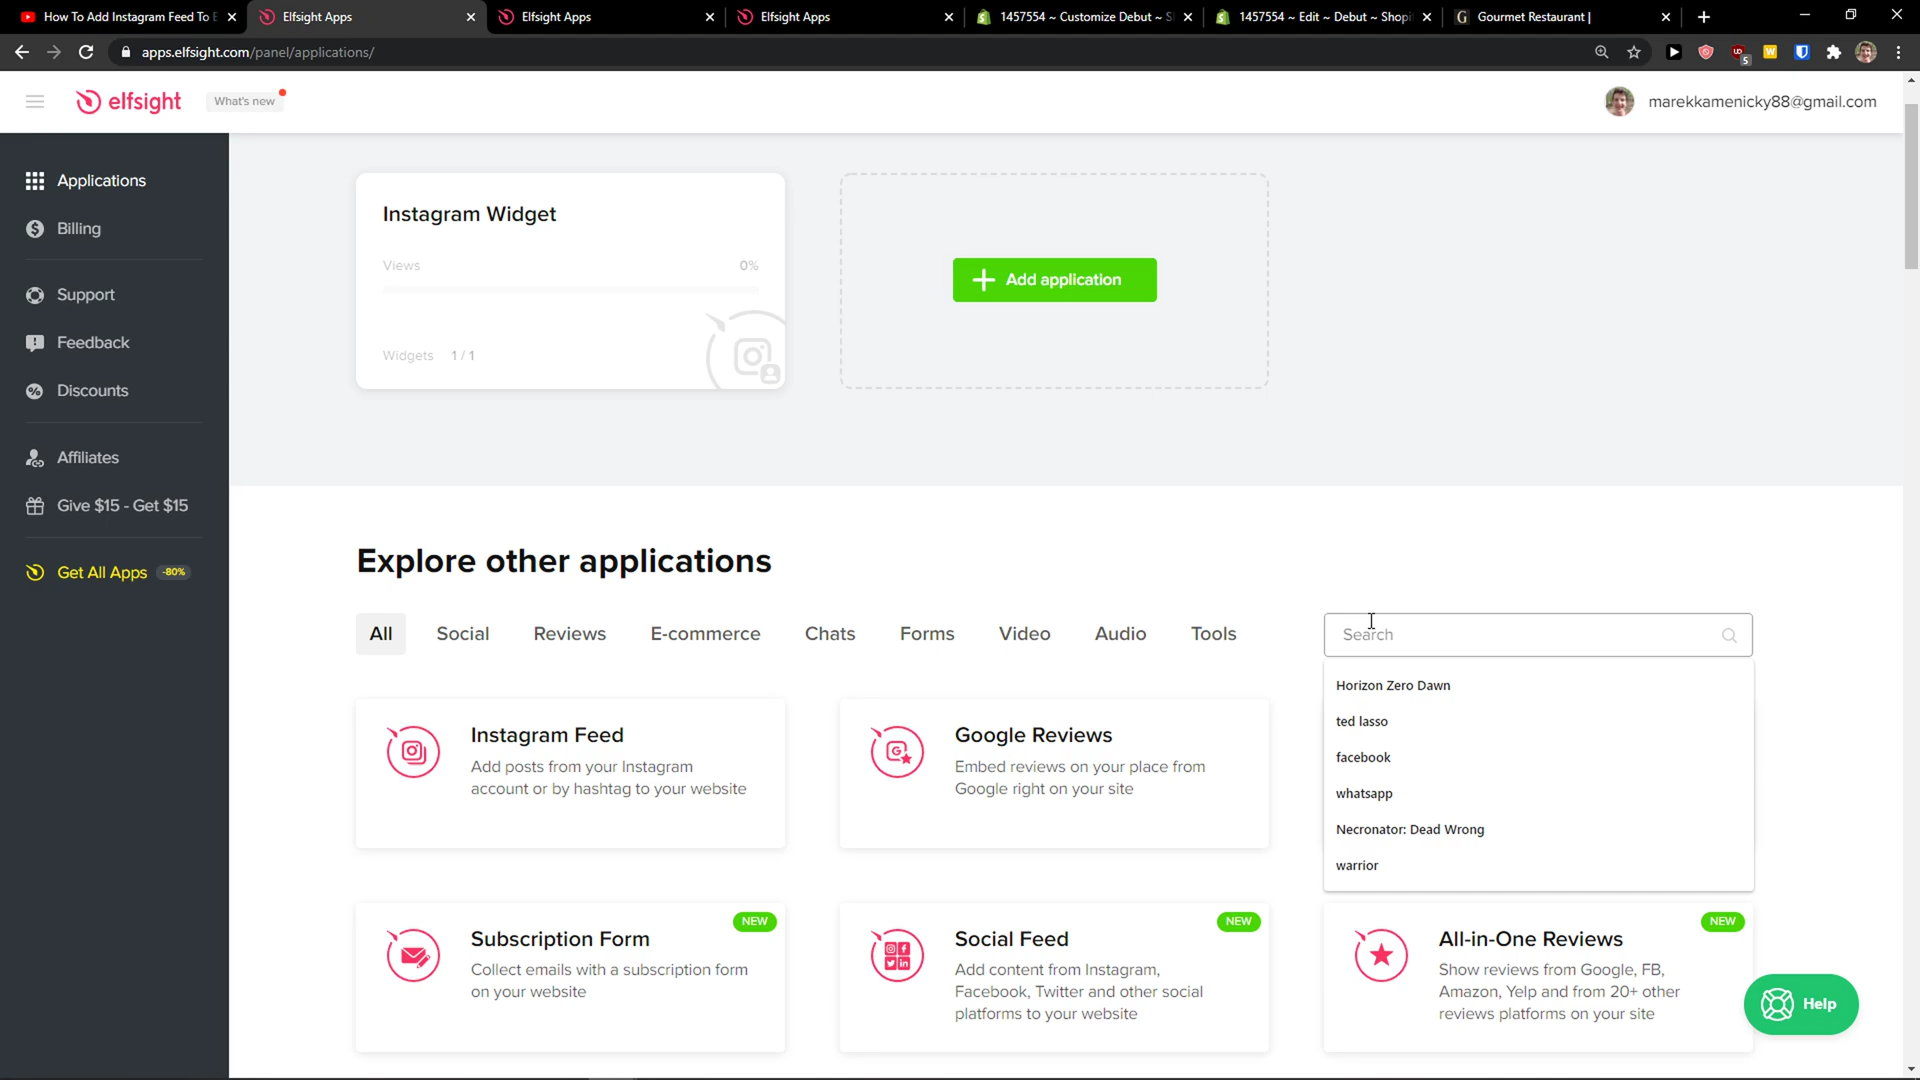 How To Add Instagram Feed To E
Elfsight Apps
Elfsight Apps
Elfsight Apps
1457554 ~ Customize Debut ~ S
1457554 ~ Edit ~ Debut ~ Shopi
Gourmet Restaurant |
apps.elfsight.com/panel/applications/
5
elfsight
What's new
marekkamenicky88@gmail.com
Applications
Billing
Support
Feedback
Discounts
Affiliates
Give $15 - Get $15
Get All Apps -80%
Instagram Widget
Views 0%
Widgets 1 / 1
Add application
Explore other applications
All Social Reviews E-commerce Chats Forms Video Audio Tools
Search
Horizon Zero Dawn
ted lasso
facebook
whatsapp
Necronator: Dead Wrong
warrior
Instagram Feed
Add posts from your Instagram
account or by hashtag to your website
Google Reviews
Embed reviews on your place from
Google right on your site
NEW
Subscription Form
Collect emails with a subscription form
on your website
NEW
Social Feed
Add content from Instagram,
Facebook, Twitter and other social
platforms to your website
NEW
All-in-One Reviews
Show reviews from Google, FB,
Amazon, Yelp and from 20+ other
reviews platforms on your site
Help